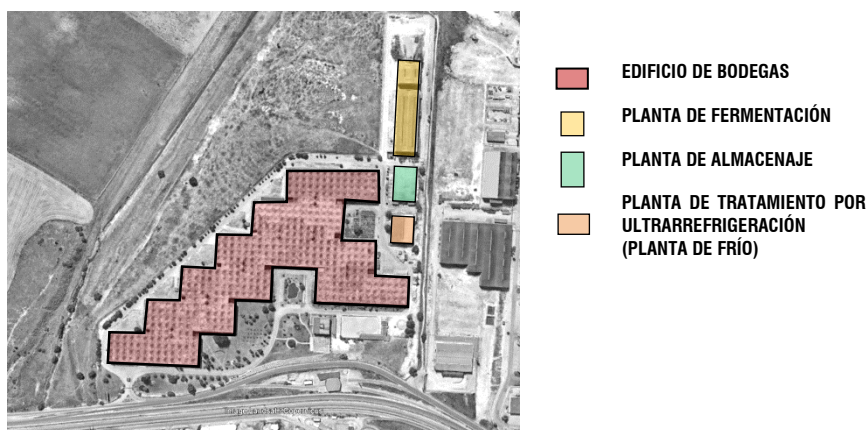 EDIFICIO DE BODEGAS
PLANTA DE FERMENTACIÓN
PLANTA DE ALMACENAJE
PLANTA DE TRATAMIENTO POR
ULTRARREFRIGERACIÓN
(PLANTA DE FRÍO)